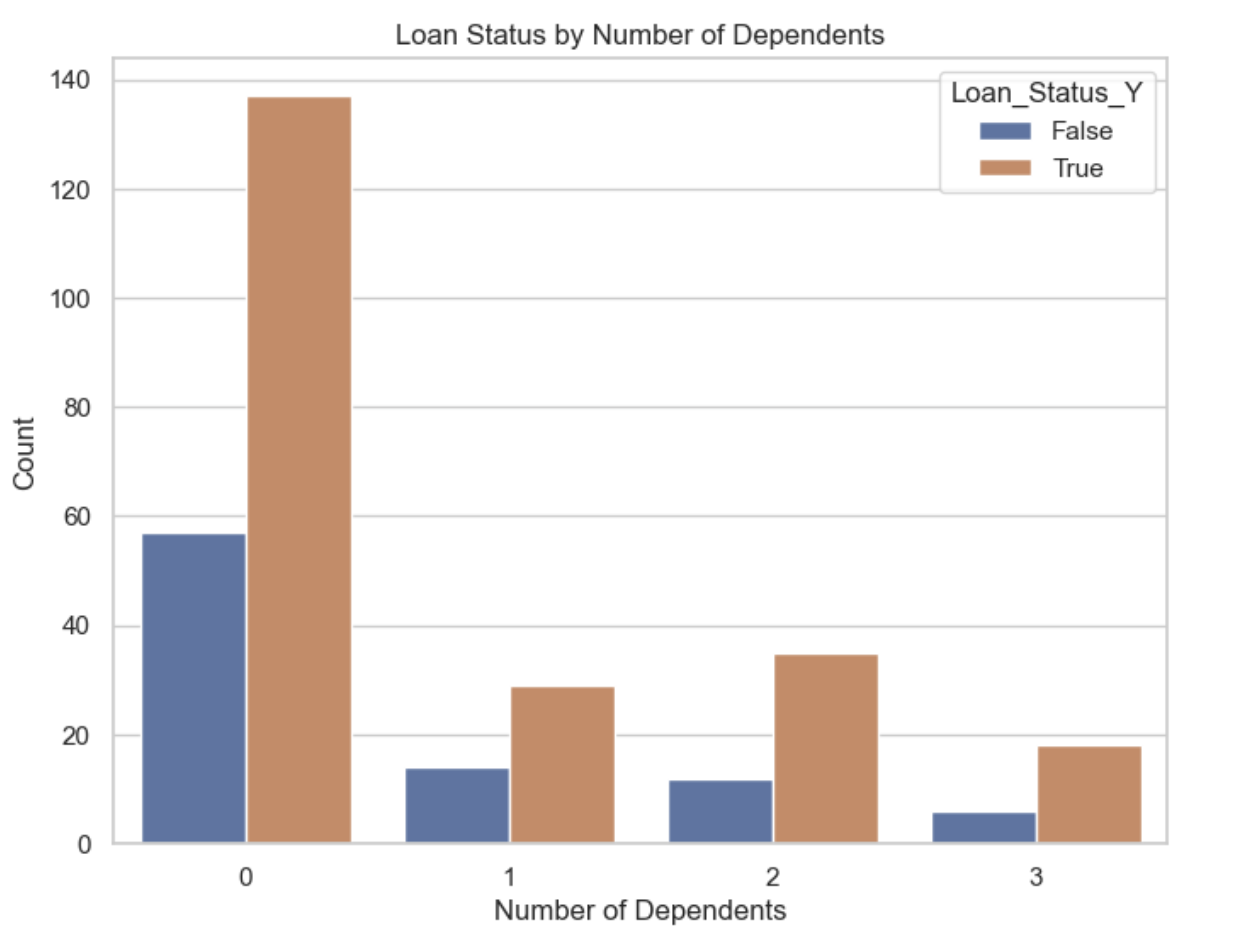 Loan Status by Number of Dependents
Loan_Status_Y
False
True
140
120
100
80
60
40
20
0
Count
0 1 2 3
Number of Dependents